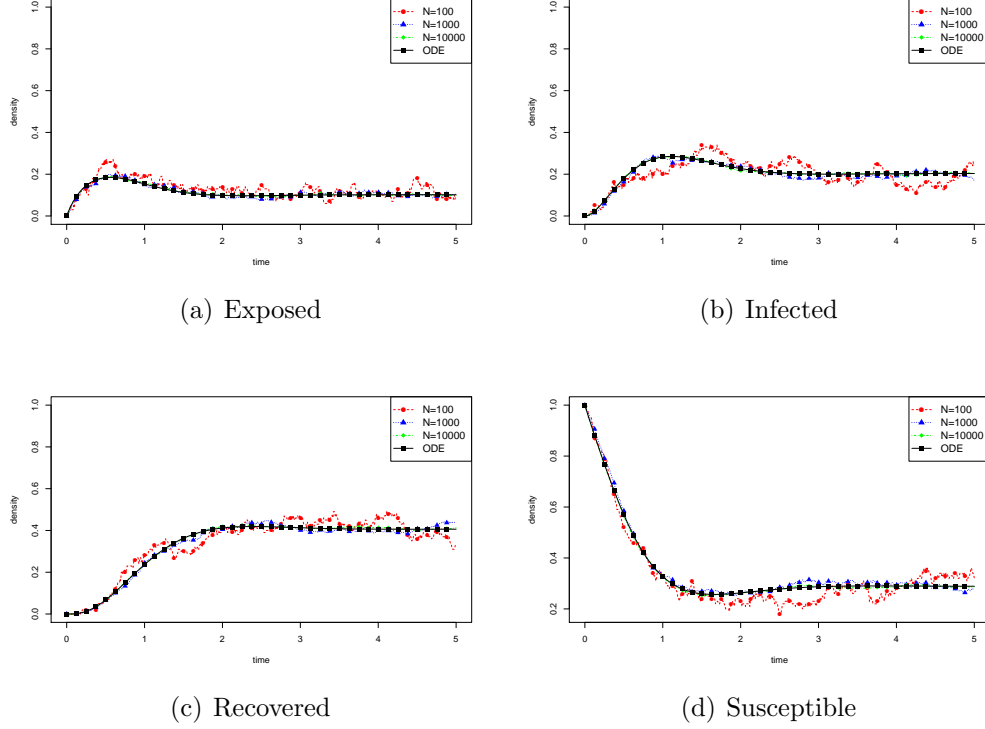 1.0
0.8
0.6
0.4
0.2
0.0
density
0 1 2 3 4 5
time
N=100
N=1000
N=10000
ODE
(a) Exposed
1.0
0.8
0.6
0.4
0.2
0.0
density
0 1 2 3 4 5
time
N=100
N=1000
N=10000
ODE
(b) Infected
1.0
0.8
0.6
0.4
0.2
0.0
density
0 1 2 3 4 5
time
N=100
N=1000
N=10000
ODE
(c) Recovered
1.0
0.8
0.6
0.4
0.2
density
0 1 2 3 4 5
time
N=100
N=1000
N=10000
ODE
(d) Susceptible